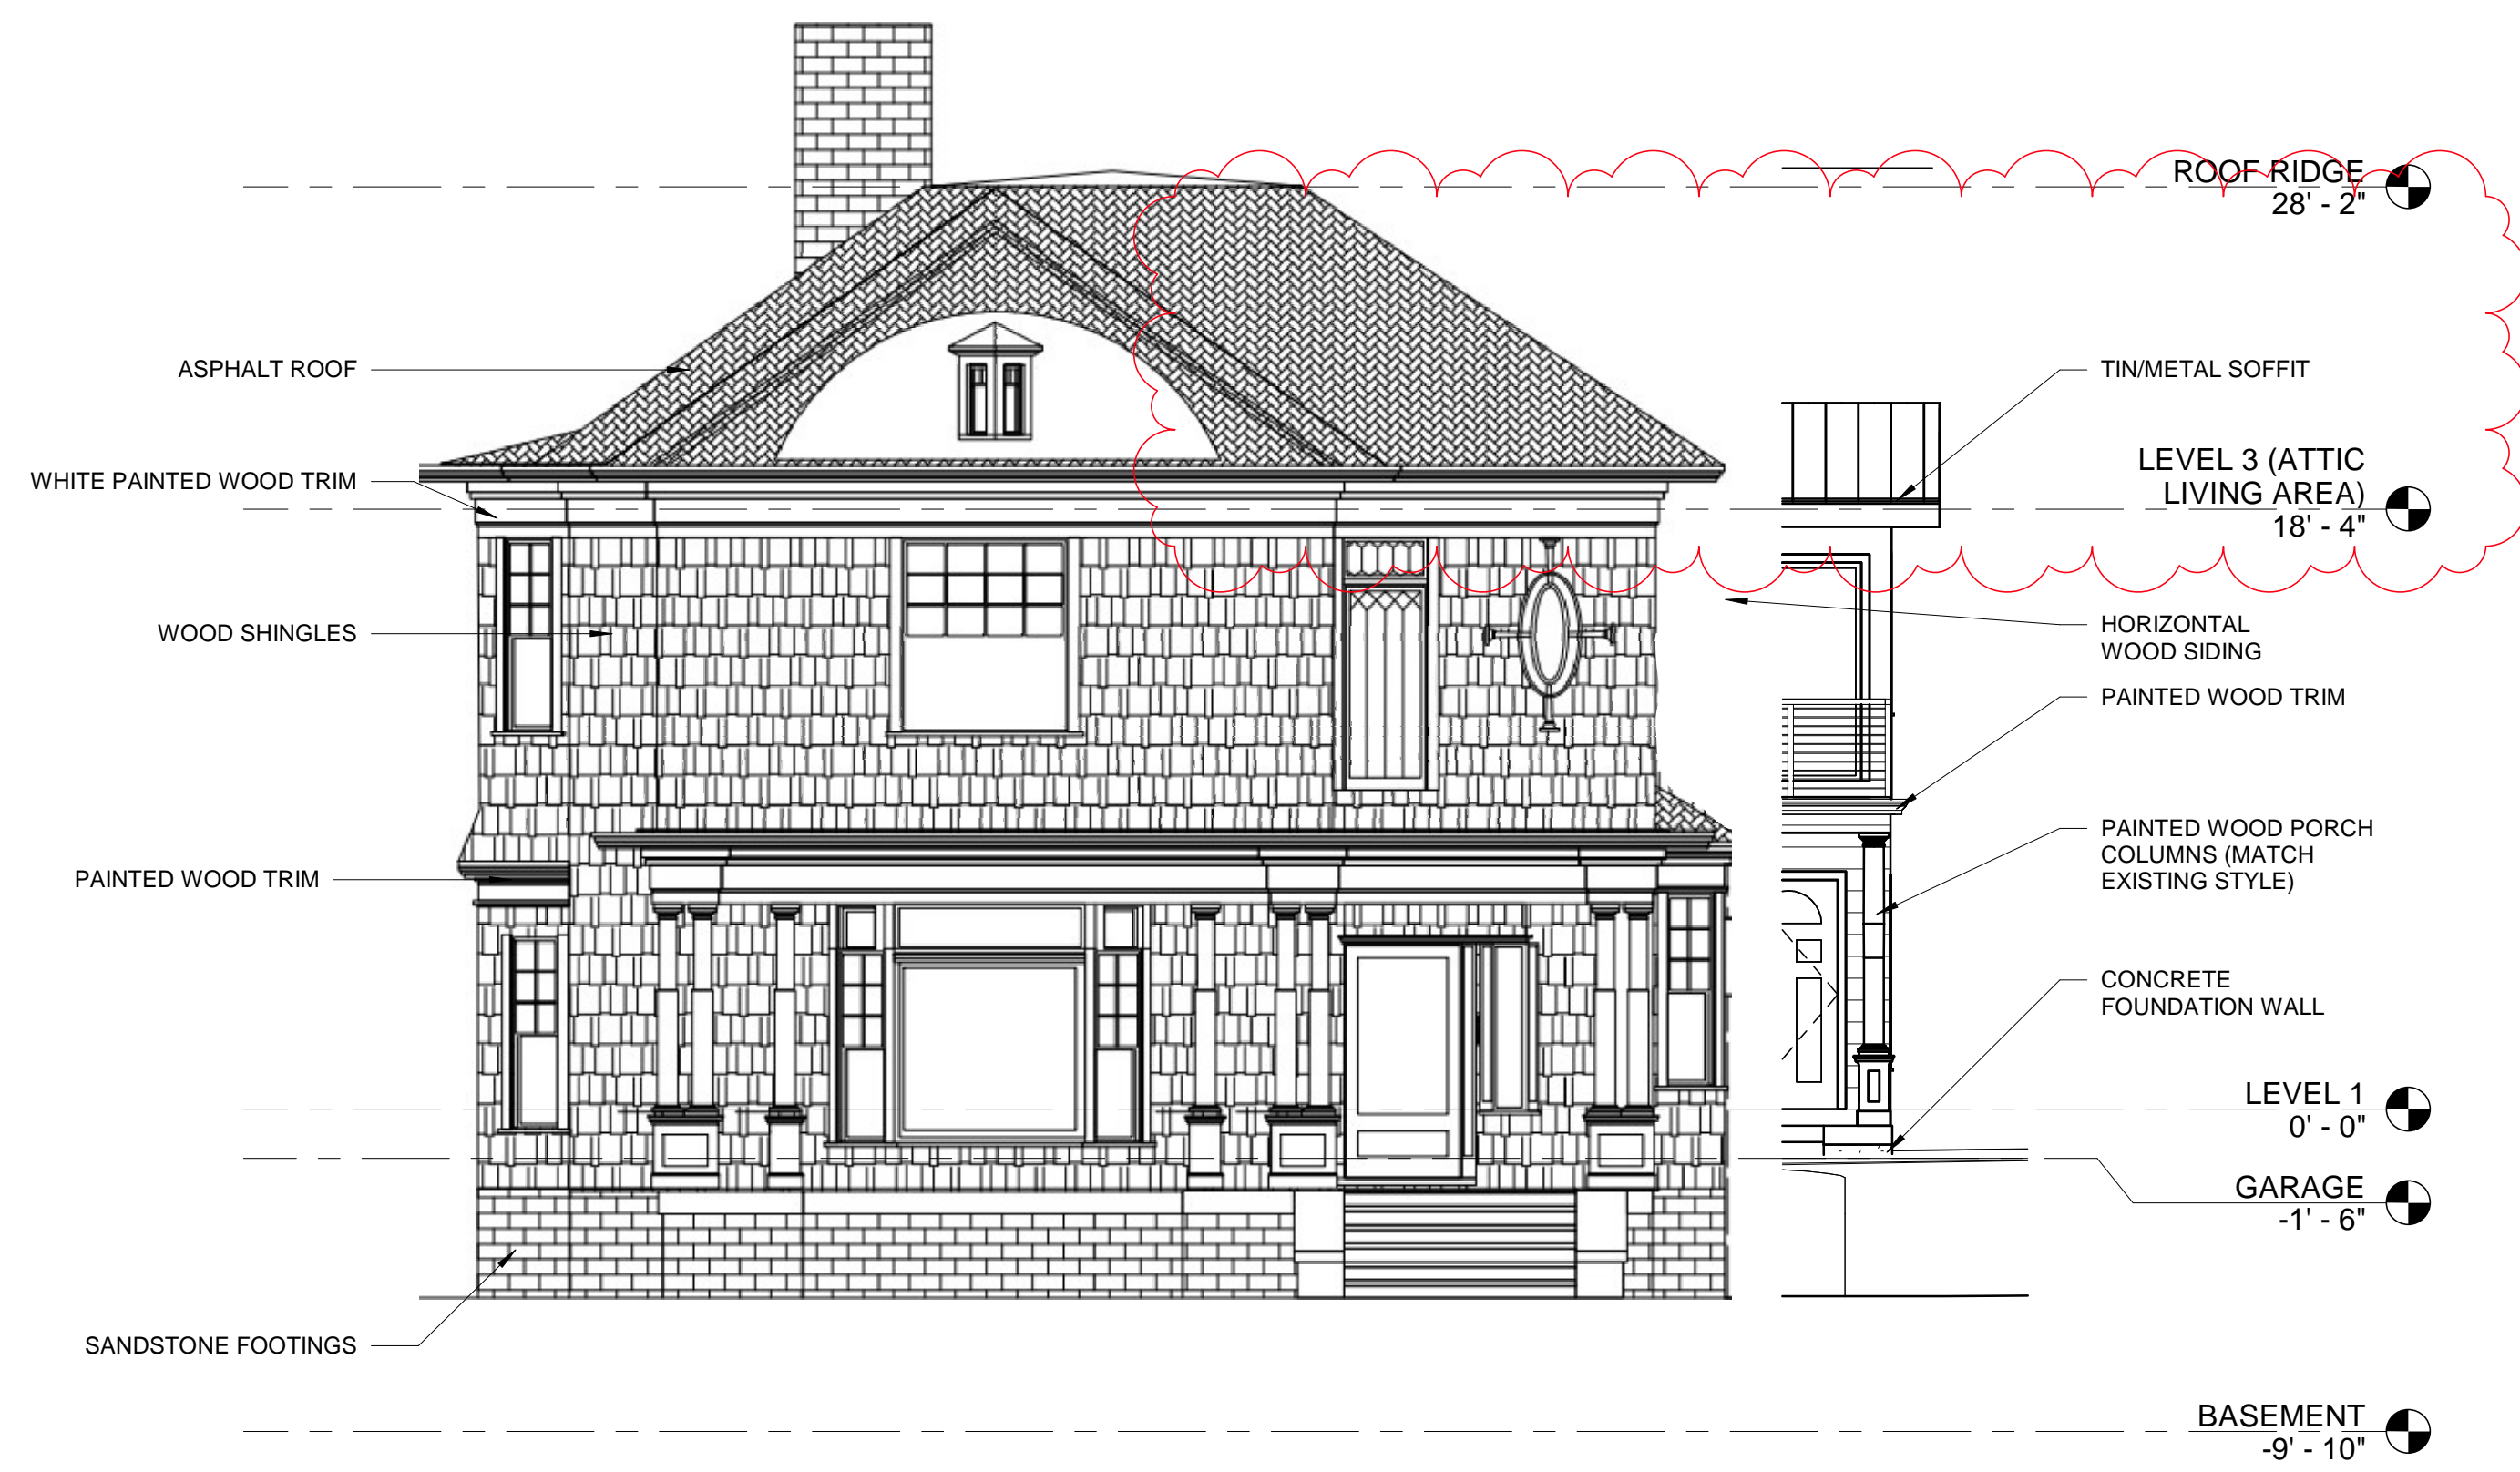 ROOF RIDGE
28' - 2"
ASPHALT ROOF
TIN/METAL SOFFIT
WHITE PAINTED WOOD TRIM
LEVEL 3 (ATTIC
LIVING AREA)
18' - 4"
WOOD SHINGLES
HORIZONTAL
WOOD SIDING
PAINTED WOOD TRIM
PAINTED WOOD TRIM
PAINTED WOOD PORCH
COLUMNS (MATCH
EXISTING STYLE)
CONCRETE
FOUNDATION WALL
LEVEL 1
0' - 0"
GARAGE
-1' - 6"
SANDSTONE FOOTINGS
BASEMENT
-9' - 10"